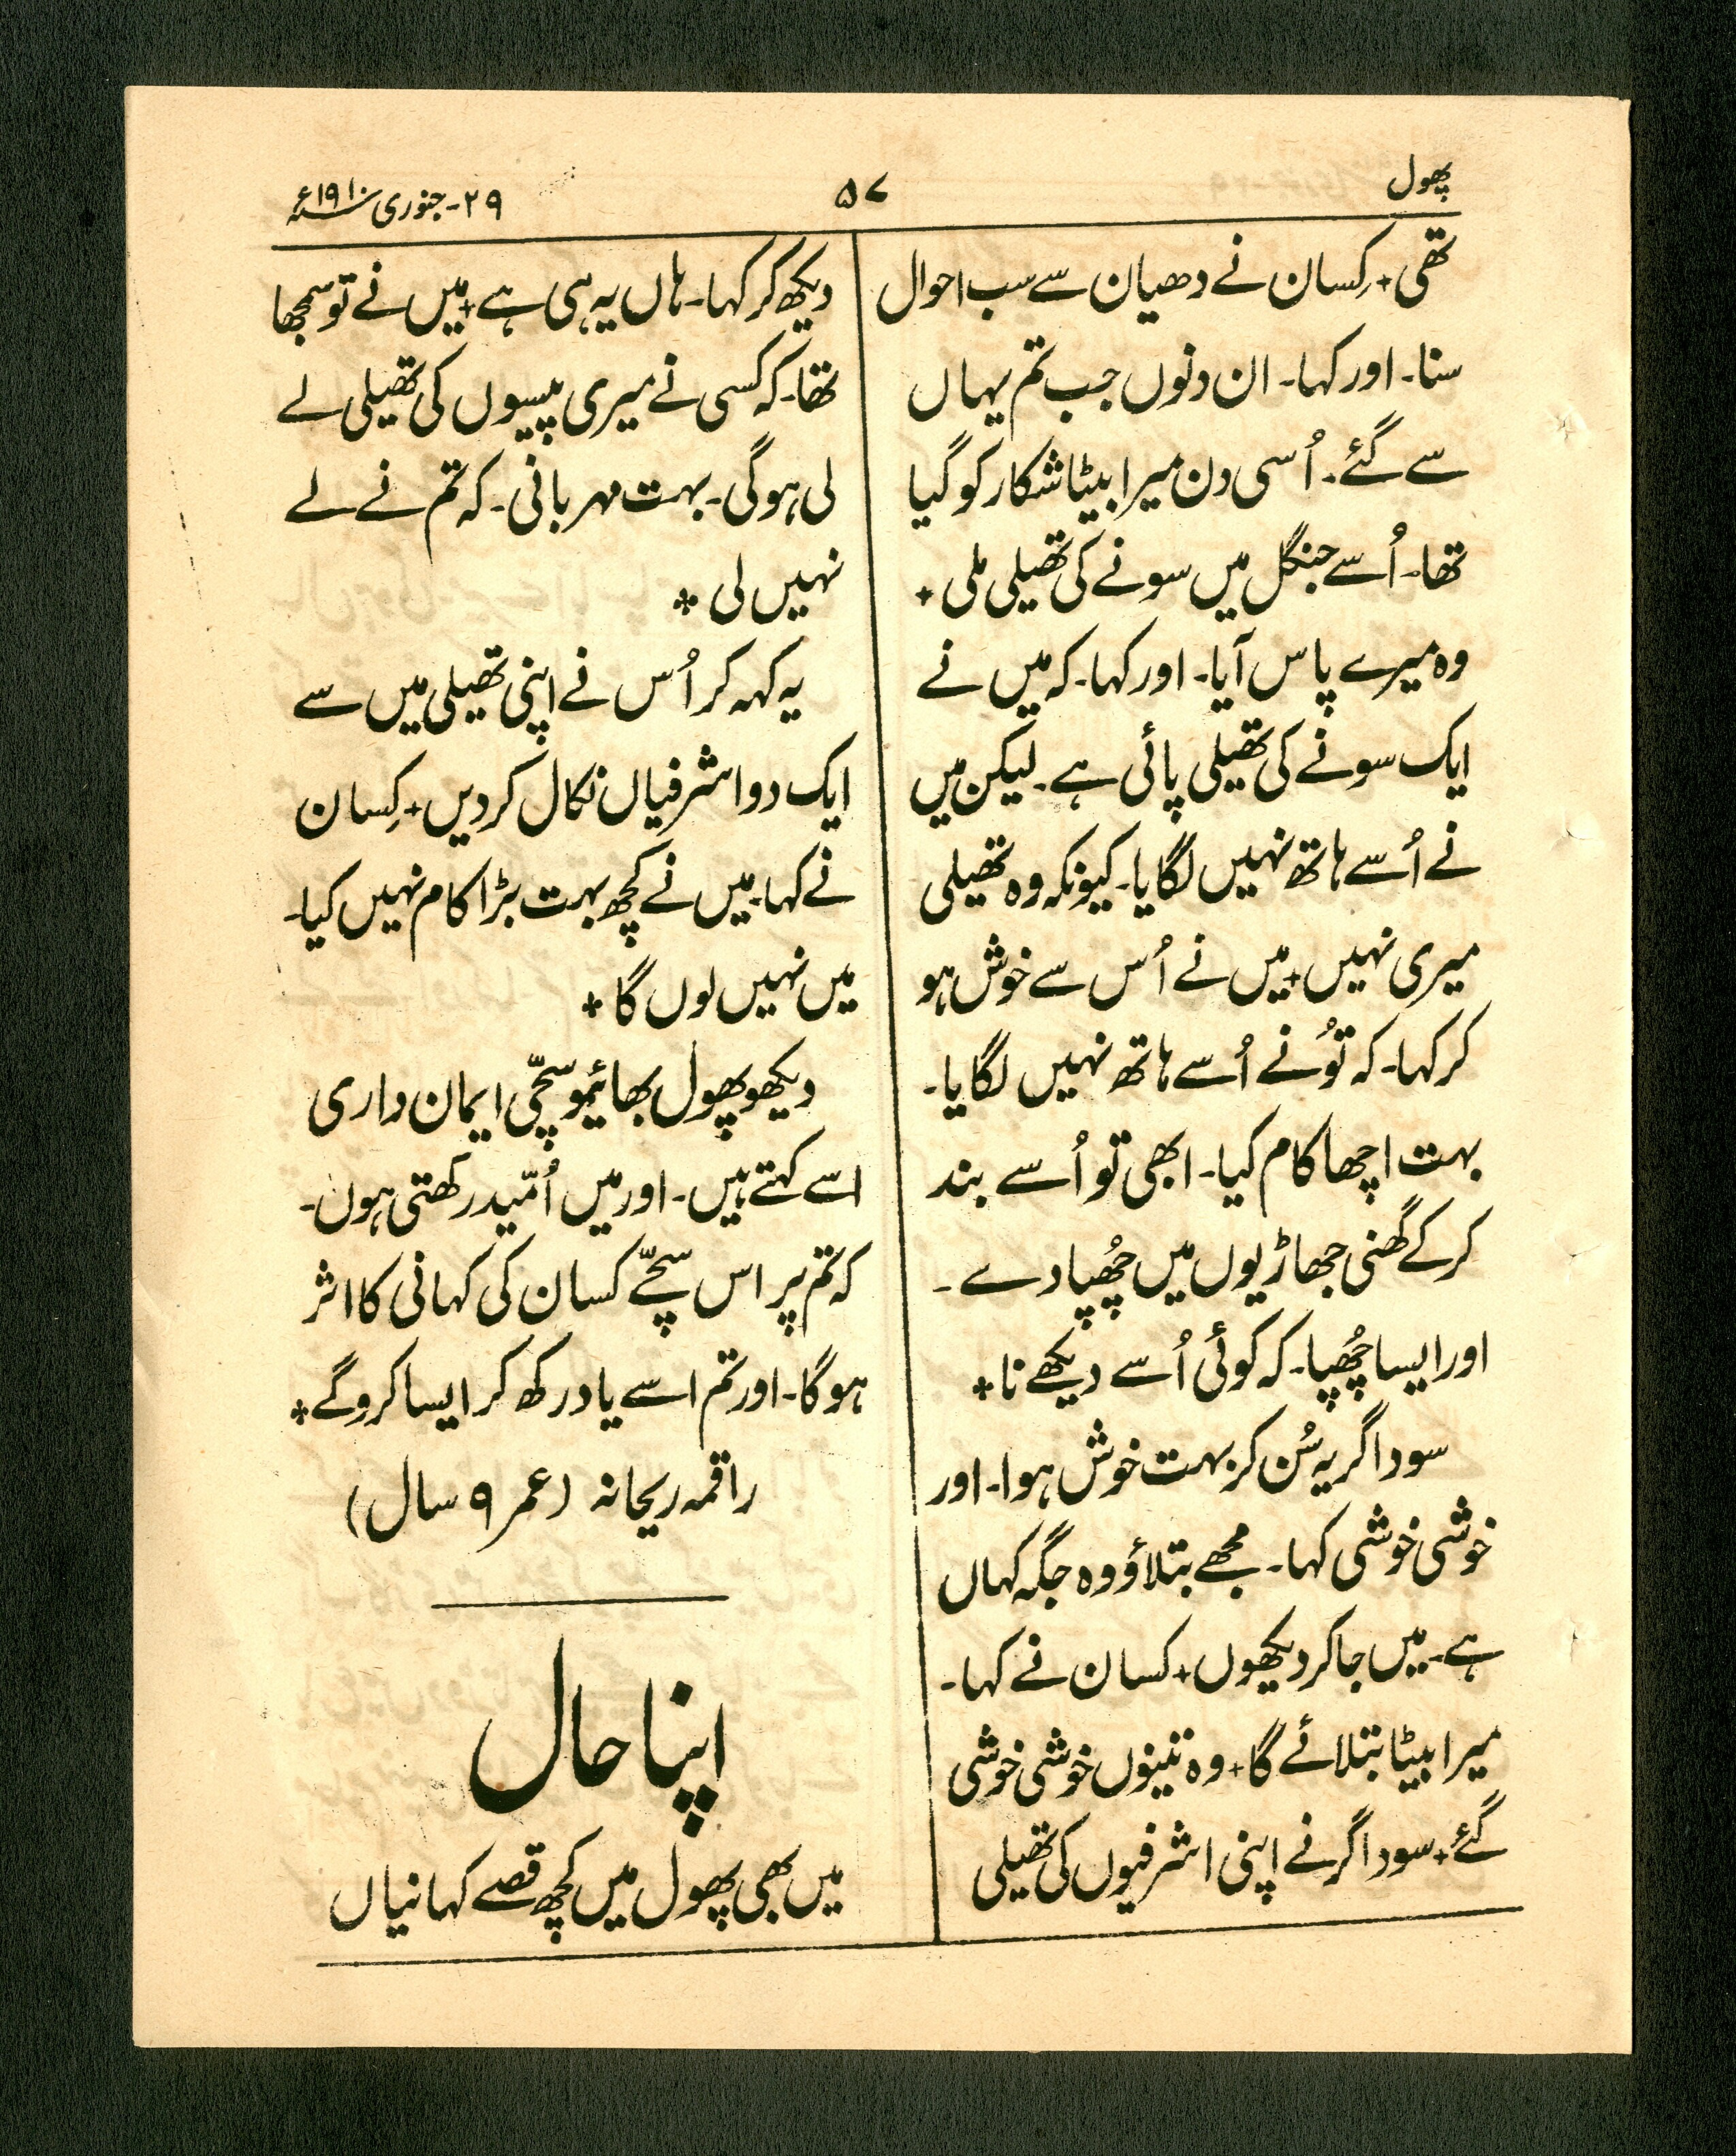 پھول
۵۷
۲۹-جنوری ۱۹۱۰ء
تھی+ کِسان نے دھیان سے سب احوال
سنا۔ اور کہا۔ ان دنوں جب تم یہاں
سے گئے۔ اُسی دن میرا بیٹا شکار کو گیا
تھا۔ اُسے جنگل میں سونے کی تھیلی ملی+
وہ میرے پاس آیا۔ اور کہا۔ کہ میں نے
ایک سونے کی تھیلی پائی ہے۔ لیکن میں
نے اُسے ہاتھ نہیں لگایا۔ کیونکہ وہ تھیلی
میری نہیں+ میں نے اُس سے خوش ہو
کر کہا۔ کہ تُو نے اُسے ہاتھ نہیں لگایا۔
بہت اچھا کام کیا۔ ابھی تو اُسے بند
کر کے گھنی جھاڑیوں میں چُھپا دے۔
اور ایسا چُھپا۔ کہ کوئی اُسے دیکھے نا+
سوداگر یہ سُن کر بہت خوش ہوا۔ اور
خوشی خوشی کہا۔ مجھے بتلاؤ وہ جگہ کہاں
ہے۔ میں جا کر دیکھوں+ کسان نے کہا۔
میرا بیٹا بتلائے گا+ وہ تینوں خوشی خوشی
گئے+ سوداگر نے اپنی اشرفیوں کی تھیلی
دیکھ کر کہا۔ ہاں یہ ہی ہے+ میں نے تو سمجھا
تھا۔ کہ کسی نے میری پیسوں کی تھیلی لے
لی ہو گی۔ بہت مہربانی۔ کہ تم نے لے
نہیں لی+
یہ کہہ کر اُس نے اپنی تھیلی میں سے
ایک دو اشرفیاں نکال کر دیں+ کِسان
نے کہا۔ میں نے کچھ بہت بڑا کام نہیں کیا۔
میں نہیں لوں گا+
دیکھو پھول بھائیو سچّی ایمان داری
اسے کہتے ہیں۔ اور میں اُمّید رکھتی ہوں۔
کہ تم پر اس سچّے کسان کی کہانی کا اثر
ہو گا۔ اور تم اسے یاد رکھ کر ایسا کرو گے+
راقمہ ریحانہ (عمر ۹ سال)
اپنا حال
میں بھی پھول میں کچھ قصے کہانیاں